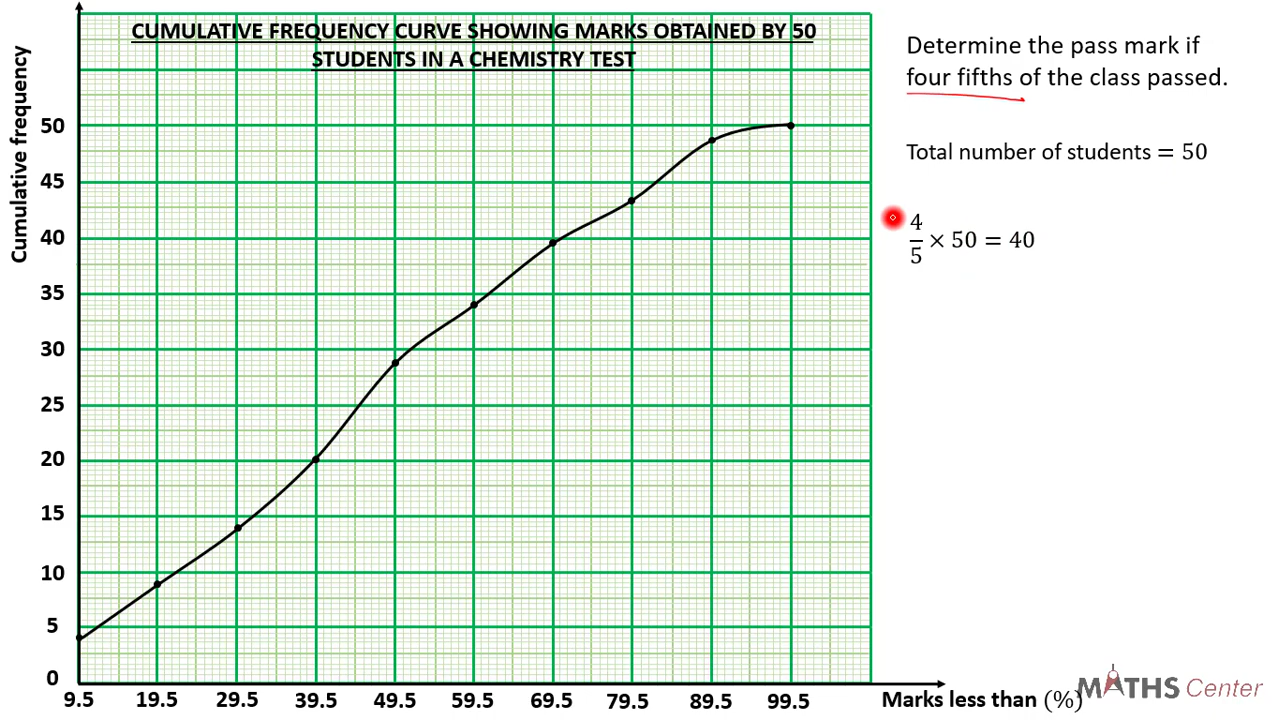 CUMULATIVE FREQUENCY CURVE SHOWING MARKS OBTAINED BY 50
STUDENTS IN A CHEMISTRY TEST
Cumulative frequency
50
45
40
35
30
25
20
15
10
5
0
9.5 19.5 29.5 39.5 49.5 59.5 69.5 79.5 89.5 99.5 Marks less than (%)
Determine the pass mark if
four fifths of the class passed.
Total number of students = 50
4/5 × 50 = 40
MATHS Center